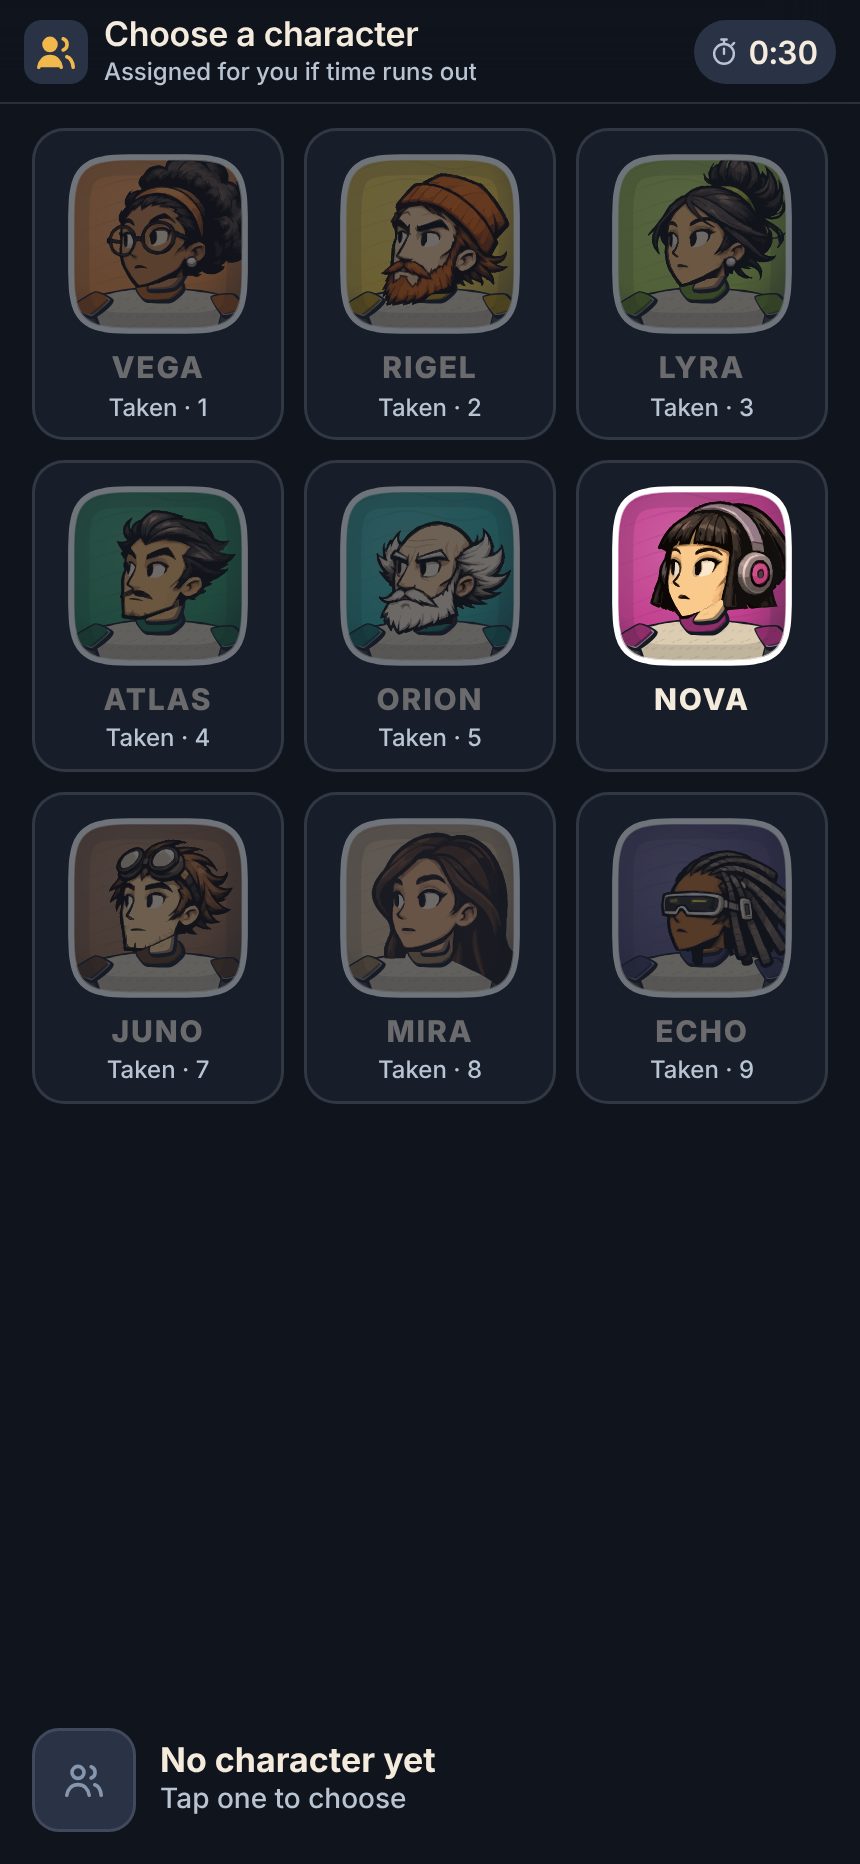 Choose a character
Assigned for you if time runs out
0:30
VEGA
Taken · 1
RIGEL
Taken · 2
LYRA
Taken · 3
ATLAS
Taken · 4
ORION
Taken · 5
NOVA
JUNO
Taken · 7
MIRA
Taken · 8
ECHO
Taken · 9
No character yet
Tap one to choose